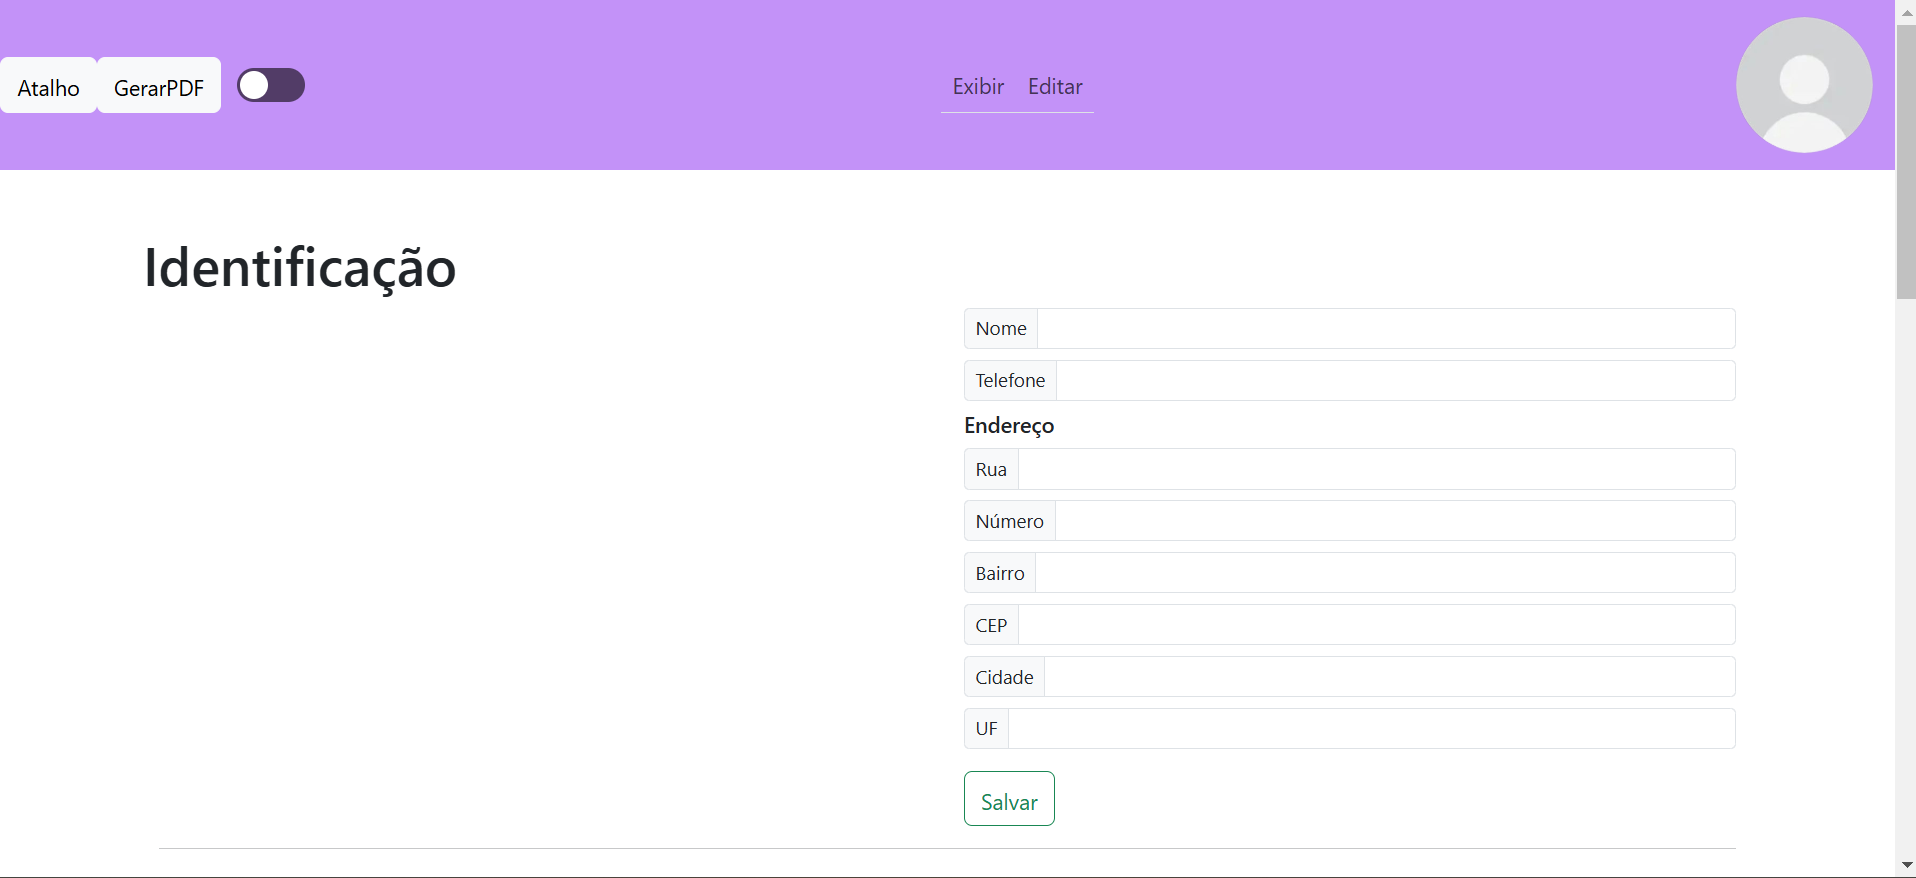 Atalho GerarPDF Exibir Editar
Identificação
Nome
Telefone
Endereço
Rua
Número
Bairro
CEP
Cidade
UF
Salvar